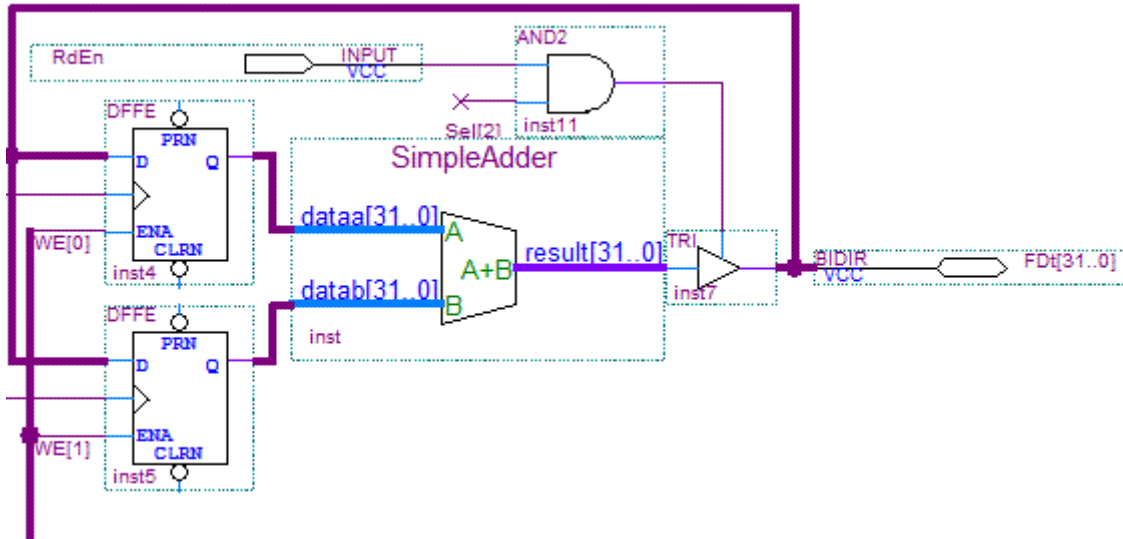 RdEn
INPUT
VCC
AND2
Sel[2]
inst11
DFFE
PRN
D
Q
ENA
CLRN
WE[0]
inst4
SimpleAdder
dataa[31..0]
A
A+B
result[31..0]
datab[31..0]
B
inst
TRI
inst7
BIDIR
VCC
FDt[31..0]
DFFE
PRN
D
Q
ENA
CLRN
WE[1]
inst5